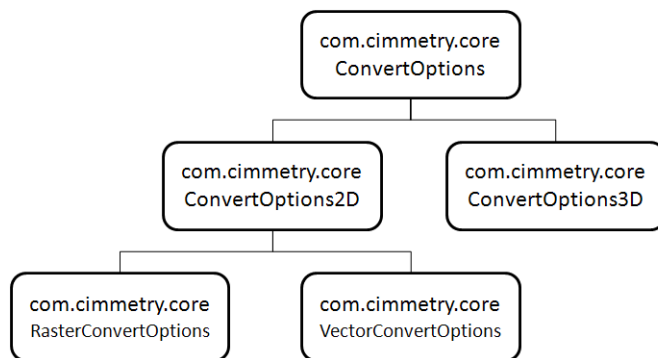 com.cimmetry.core
ConvertOptions
com.cimmetry.core
ConvertOptions2D
com.cimmetry.core
ConvertOptions3D
com.cimmetry.core
RasterConvertOptions
com.cimmetry.core
VectorConvertOptions